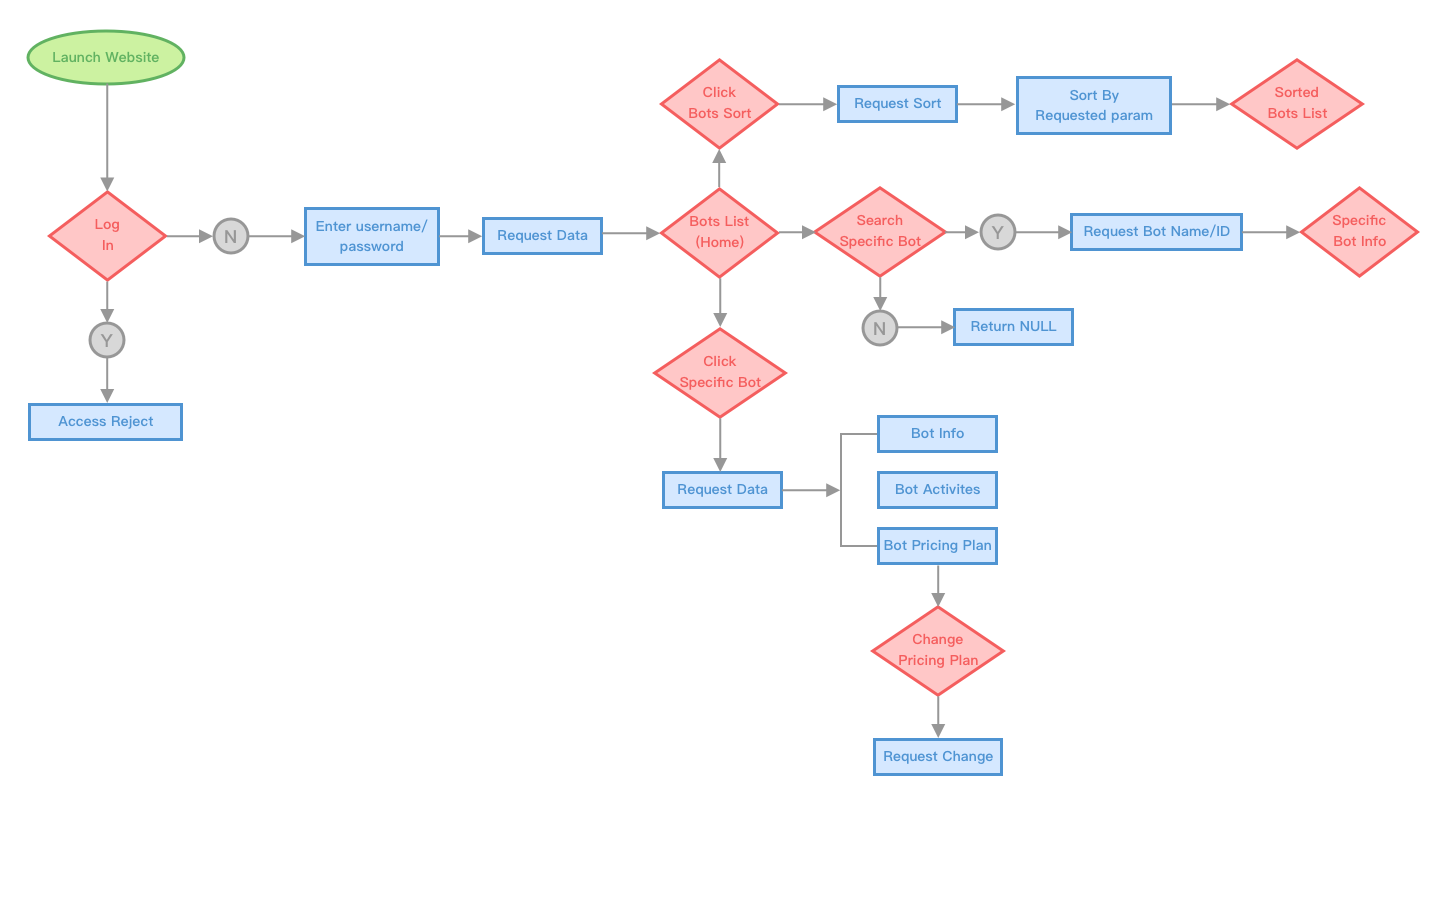 Launch Website
Log
In
N
Y
Access Reject
Enter username/
password
Request Data
Bots List
(Home)
Click
Bots Sort
Request Sort
Sort By
Requested param
Sorted
Bots List
Search
Specific Bot
Y
Request Bot Name/ID
Specific
Bot Info
N
Return NULL
Click
Specific Bot
Request Data
Bot Info
Bot Activites
Bot Pricing Plan
Change
Pricing Plan
Request Change